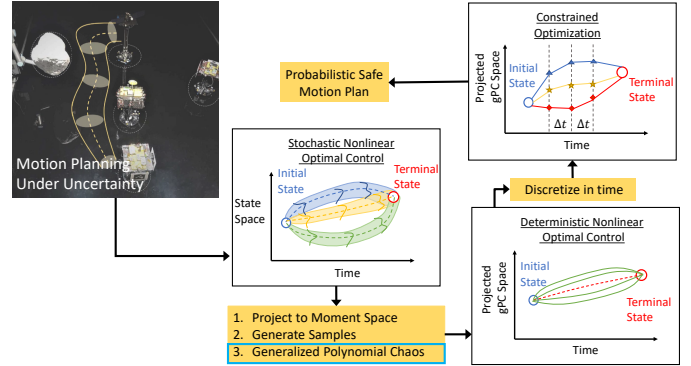 Motion Planning
Under Uncertainty
Stochastic Nonlinear
Optimal Control
Initial
State
Terminal
State
State
Space
Time
1. Project to Moment Space
2. Generate Samples
3. Generalized Polynomial Chaos
Deterministic Nonlinear
Optimal Control
Projected
gPC Space
Initial
State
Terminal
State
Time
Discretize in time
Constrained
Optimization
Projected
gPC Space
Initial
State
Terminal
State
Δt Δt
Time
Probabilistic Safe
Motion Plan